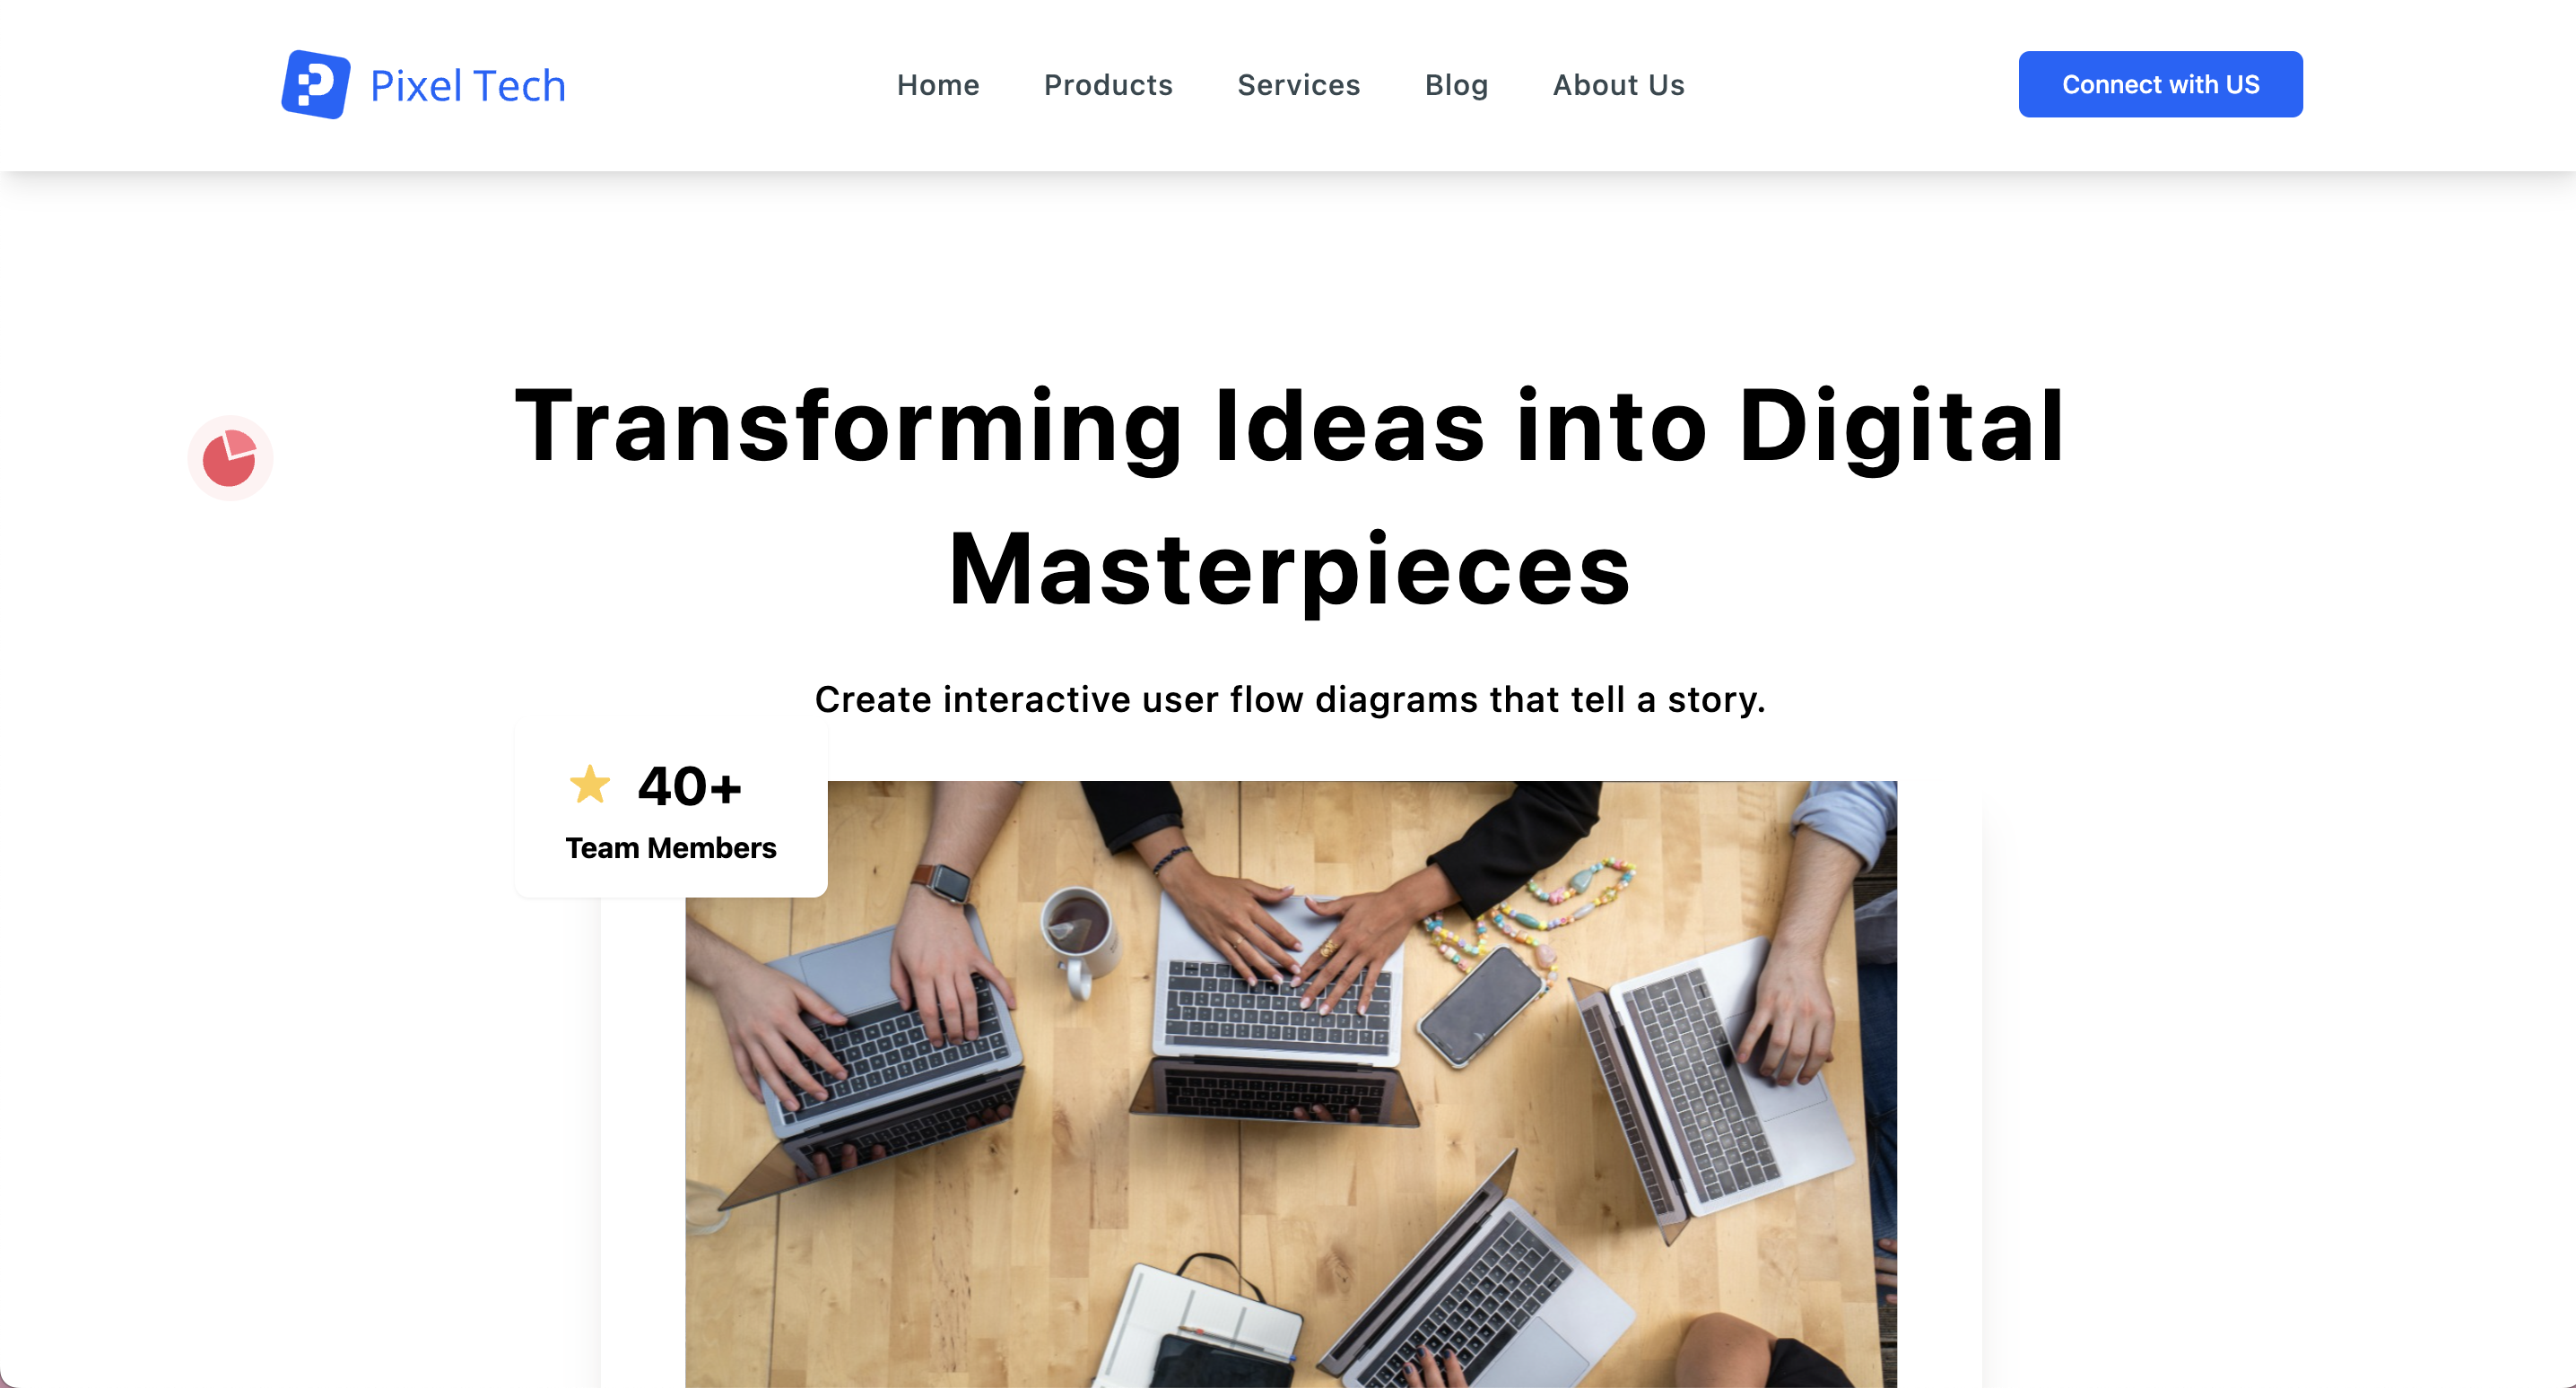 Pixel Tech
Home
Products
Services
Blog
About Us
Connect with US
Transforming Ideas into Digital
Masterpieces
Create interactive user flow diagrams that tell a story.
40+
Team Members